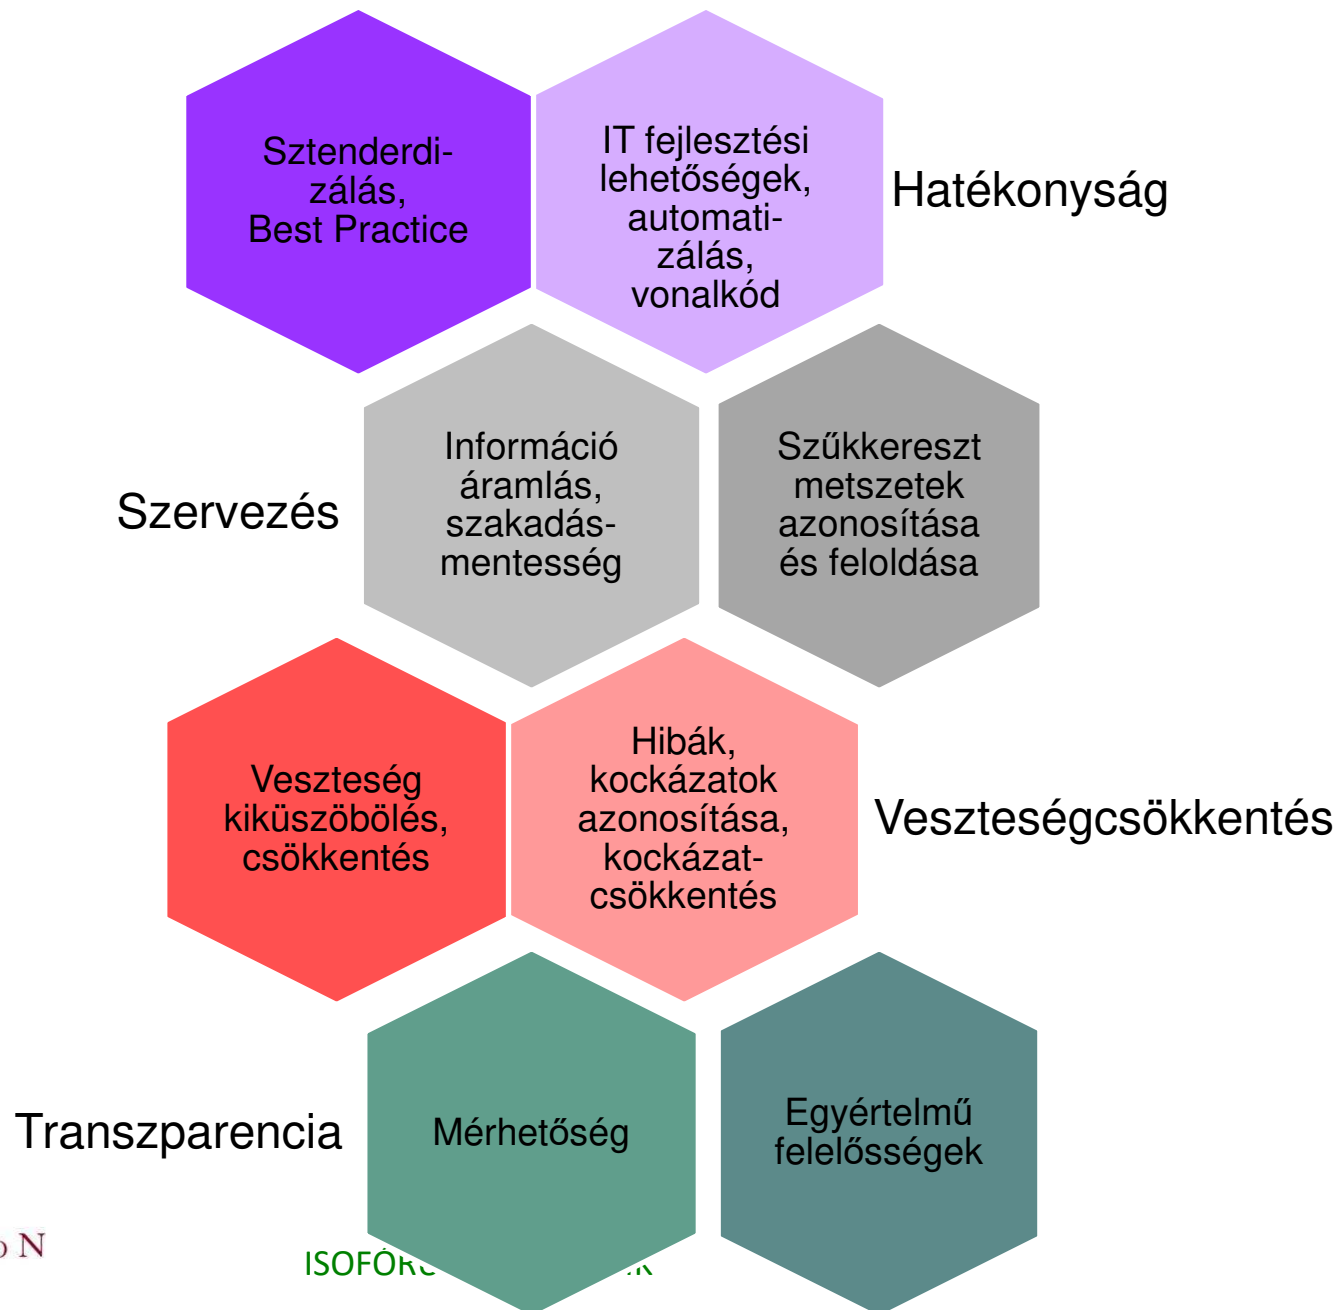 Sztenderdi-
zálás,
Best Practice
IT fejlesztési
lehetőségek,
automati-
zálás,
vonalkód
Hatékonyság
Szervezés
Információ
áramlás,
szakadás-
mentesség
Szűkkereszt
metszetek
azonosítása
és feloldása
Veszteség
kiküszöbölés,
csökkentés
Hibák,
kockázatok
azonosítása,
kockázat-
csökkentés
Veszteségcsökkentés
Transzparencia
Mérhetőség
Egyértelmű
felelősségek